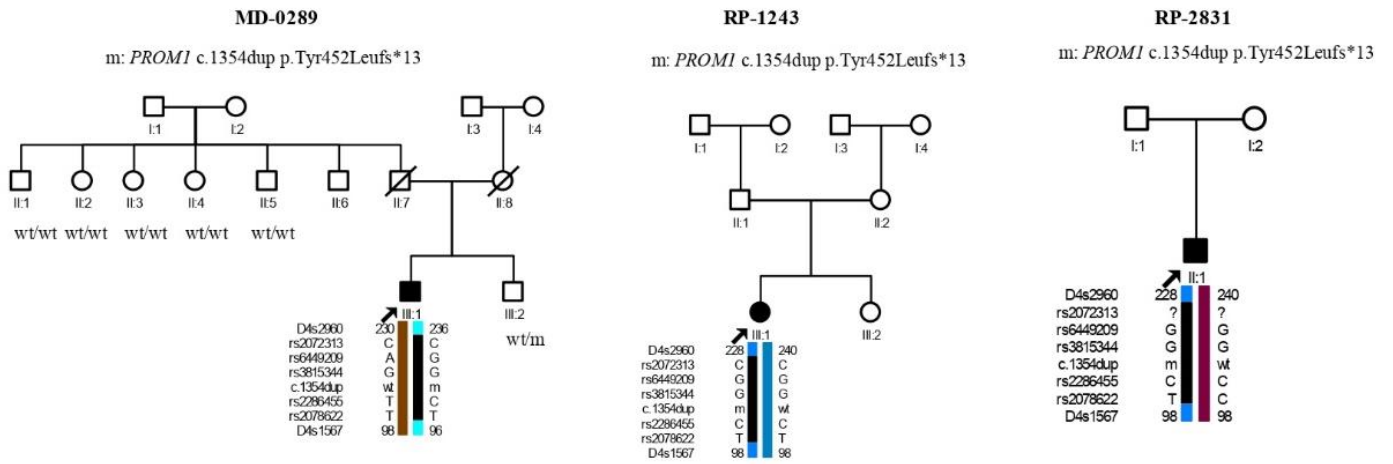 MD-0289
m: PROM1 c.1354dup p.Tyr452Leufs*13
I:1 I:2 I:3 I:4
II:1 II:2 II:3 II:4 II:5 II:6 II:7 II:8
wt/wt wt/wt wt/wt wt/wt wt/wt
III:1 III:2
wt/m
D4s2960 230 236
rs2072313 C C
rs6449209 A G
rs3815344 G G
c.1354dup wt m
rs2286455 T C
rs2078622 T T
D4s1567 98 96
RP-1243
m: PROM1 c.1354dup p.Tyr452Leufs*13
I:1 I:2 I:3 I:4
II:1 II:2
III:1 III:2
D4s2960 228 240
rs2072313 C C
rs6449209 G G
rs3815344 G G
c.1354dup m wt
rs2286455 C C
rs2078622 T T
D4s1567 98 98
RP-2831
m: PROM1 c.1354dup p.Tyr452Leufs*13
I:1 I:2
II:1
D4s2960 228 240
rs2072313 ? ?
rs6449209 G G
rs3815344 G G
c.1354dup m wt
rs2286455 C C
rs2078622 T C
D4s1567 98 98